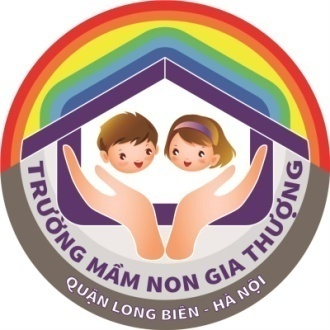 TRƯỜNG MẦM NON GIA THƯỢNG
QUẬN LONG BIÊN - HÀ NỘI